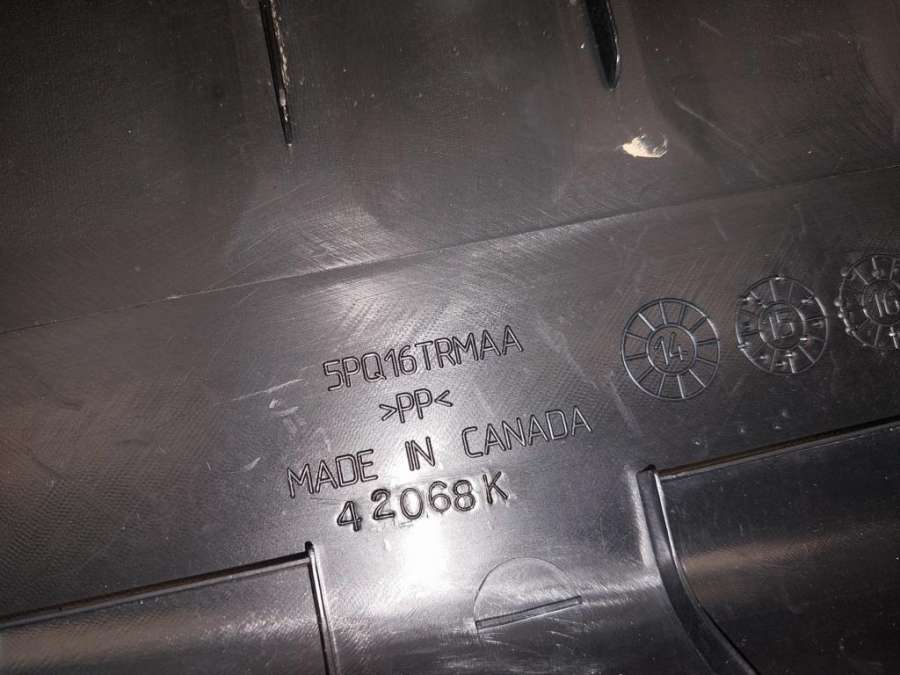 5PQ16TRMAA
>PP<
MADE IN CANADA
42068K
14
15
16